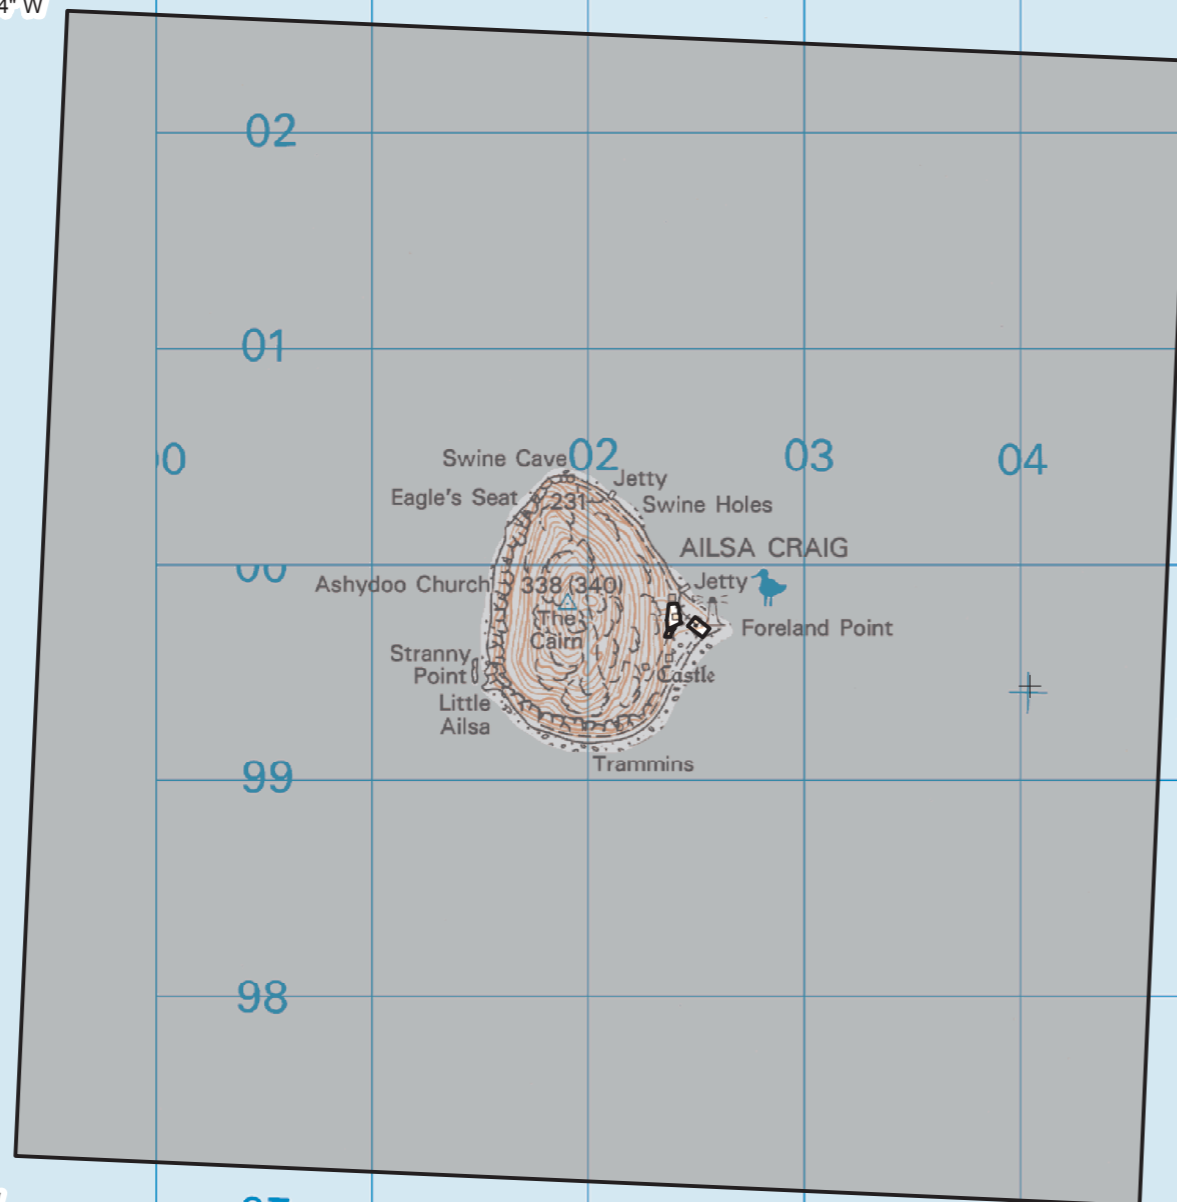 4" W
02
01
00
02
03
04
Swine Cave
Jetty
Eagle's Seat
231
Swine Holes
AILSA CRAIG
00
Ashydoo Church
338 (340)
Jetty
The
Cairn
Foreland Point
Stranny
Point
Castle
Little
Ailsa
Trammins
99
98